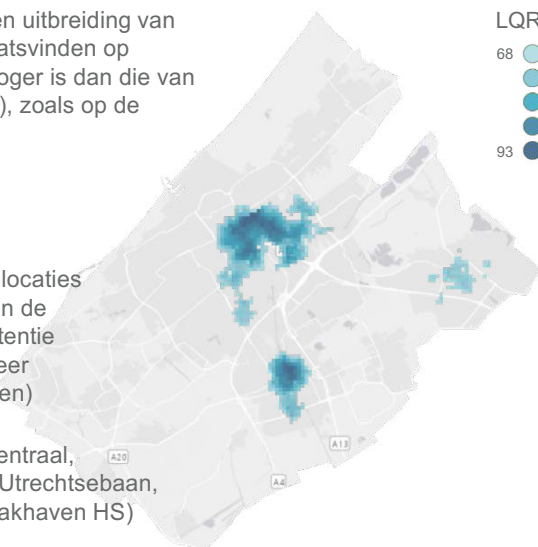 en uitbreiding van
atsvinden op
oger is dan die van
), zoals op de
locaties
n de
tentie
eer
en)
entraal,
Utrechtsebaan,
akhaven HS)
LQR
68
93
A20
A13
A4